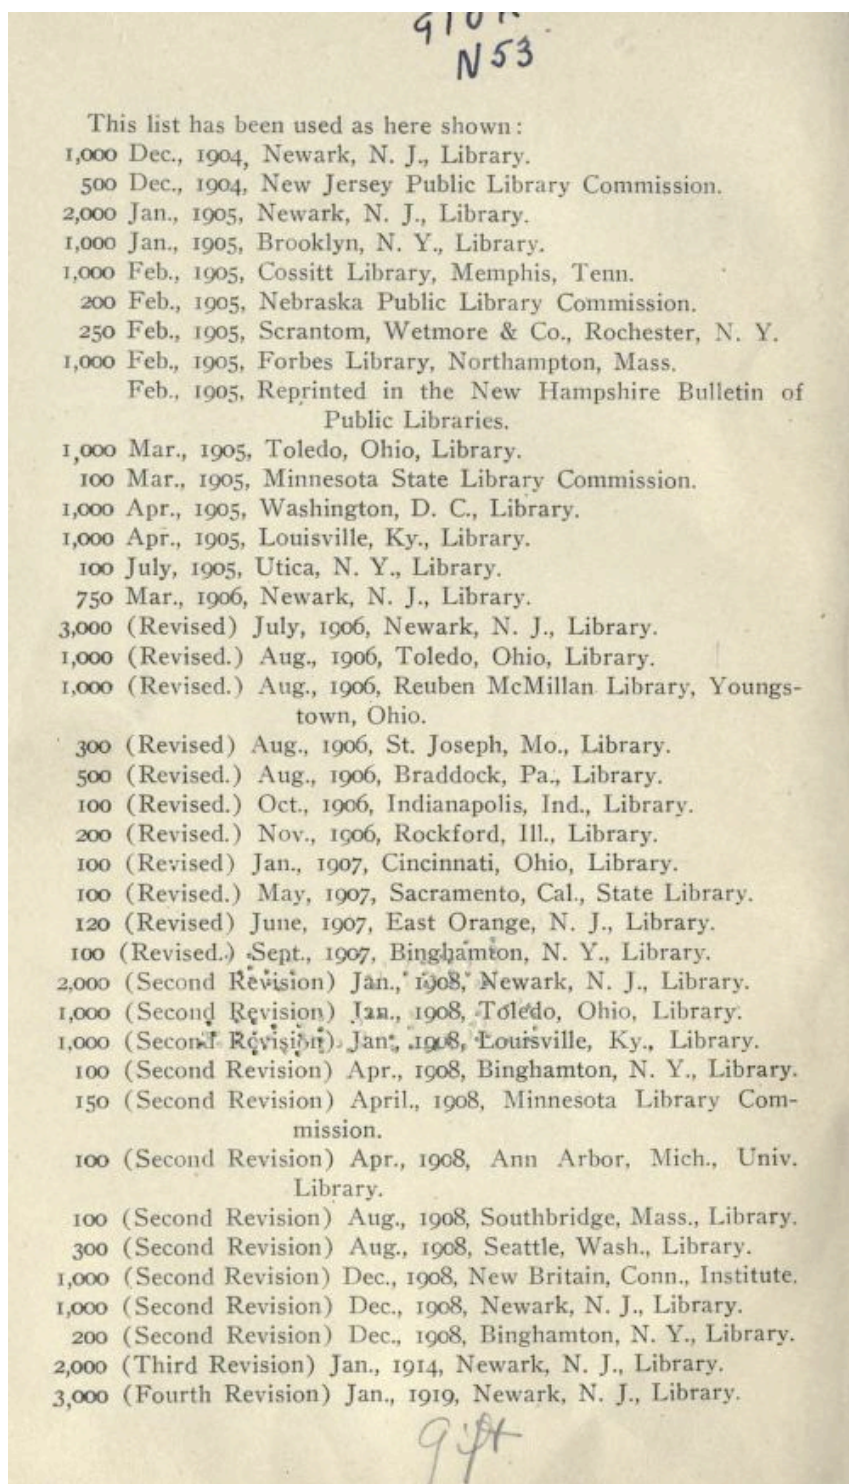 N53
This list has been used as here shown:
1,000 Dec., 1904, Newark, N. J., Library.
500 Dec., 1904, New Jersey Public Library Commission.
2,000 Jan., 1905, Newark, N. J., Library.
1,000 Jan., 1905, Brooklyn, N. Y., Library.
1,000 Feb., 1905, Cossitt Library, Memphis, Tenn.
200 Feb., 1905, Nebraska Public Library Commission.
250 Feb., 1905, Scrantom, Wetmore & Co., Rochester, N. Y.
1,000 Feb., 1905, Forbes Library, Northampton, Mass.
Feb., 1905, Reprinted in the New Hampshire Bulletin of
Public Libraries.
1,000 Mar., 1905, Toledo, Ohio, Library.
100 Mar., 1905, Minnesota State Library Commission.
1,000 Apr., 1905, Washington, D. C., Library.
1,000 Apr., 1905, Louisville, Ky., Library.
100 July, 1905, Utica, N. Y., Library.
750 Mar., 1906, Newark, N. J., Library.
3,000 (Revised) July, 1906, Newark, N. J., Library.
1,000 (Revised.) Aug., 1906, Toledo, Ohio, Library.
1,000 (Revised.) Aug., 1906, Reuben McMillan Library, Youngs-
town, Ohio.
300 (Revised) Aug., 1906, St. Joseph, Mo., Library.
500 (Revised.) Aug., 1906, Braddock, Pa., Library.
100 (Revised.) Oct., 1906, Indianapolis, Ind., Library.
200 (Revised.) Nov., 1906, Rockford, Ill., Library.
100 (Revised) Jan., 1907, Cincinnati, Ohio, Library.
100 (Revised.) May, 1907, Sacramento, Cal., State Library.
120 (Revised) June, 1907, East Orange, N. J., Library.
100 (Revised.) Sept., 1907, Binghamton, N. Y., Library.
2,000 (Second Revision) Jan., 1908, Newark, N. J., Library.
1,000 (Second Revision) Jan., 1908, Toledo, Ohio, Library.
1,000 (Second Revision) Jan., 1908, Louisville, Ky., Library.
100 (Second Revision) Apr., 1908, Binghamton, N. Y., Library.
150 (Second Revision) April., 1908, Minnesota Library Com-
mission.
100 (Second Revision) Apr., 1908, Ann Arbor, Mich., Univ.
Library.
100 (Second Revision) Aug., 1908, Southbridge, Mass., Library.
300 (Second Revision) Aug., 1908, Seattle, Wash., Library.
1,000 (Second Revision) Dec., 1908, New Britain, Conn., Institute.
1,000 (Second Revision) Dec., 1908, Newark, N. J., Library.
200 (Second Revision) Dec., 1908, Binghamton, N. Y., Library.
2,000 (Third Revision) Jan., 1914, Newark, N. J., Library.
3,000 (Fourth Revision) Jan., 1919, Newark, N. J., Library.
Gift